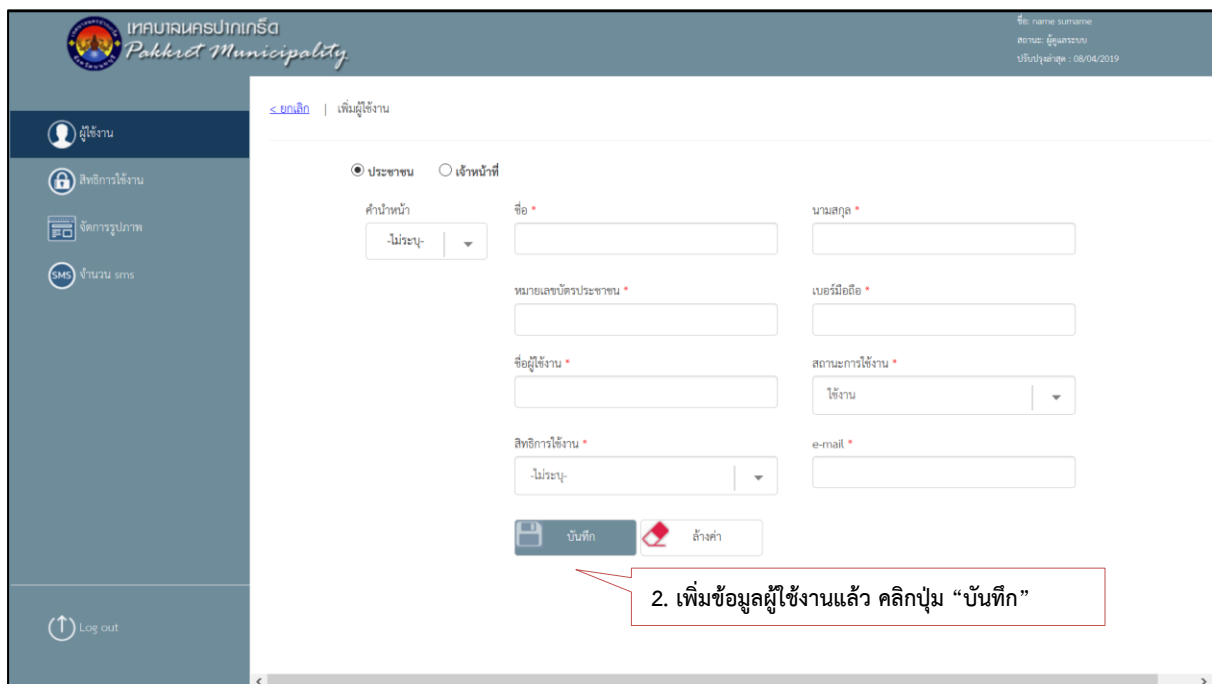 เทศบาลนครปากเกร็ด
Pakkret Municipality
ชื่อ: name surname
สถานะ: ผู้ดูแลระบบ
ปรับปรุงล่าสุด : 08/04/2019
< ยกเลิก | เพิ่มผู้ใช้งาน
ผู้ใช้งาน
สิทธิการใช้งาน
จัดการรูปภาพ
SMS จำนวน sms
ประชาชน เจ้าหน้าที่
คำนำหน้า ชื่อ * นามสกุล *
-ไม่ระบุ-
หมายเลขบัตรประชาชน * เบอร์มือถือ *
ชื่อผู้ใช้งาน * สถานะการใช้งาน *
ใช้งาน
สิทธิการใช้งาน * e-mail *
-ไม่ระบุ-
บันทึก ล้างค่า
2. เพิ่มข้อมูลผู้ใช้งานแล้ว คลิกปุ่ม “บันทึก”
Log out